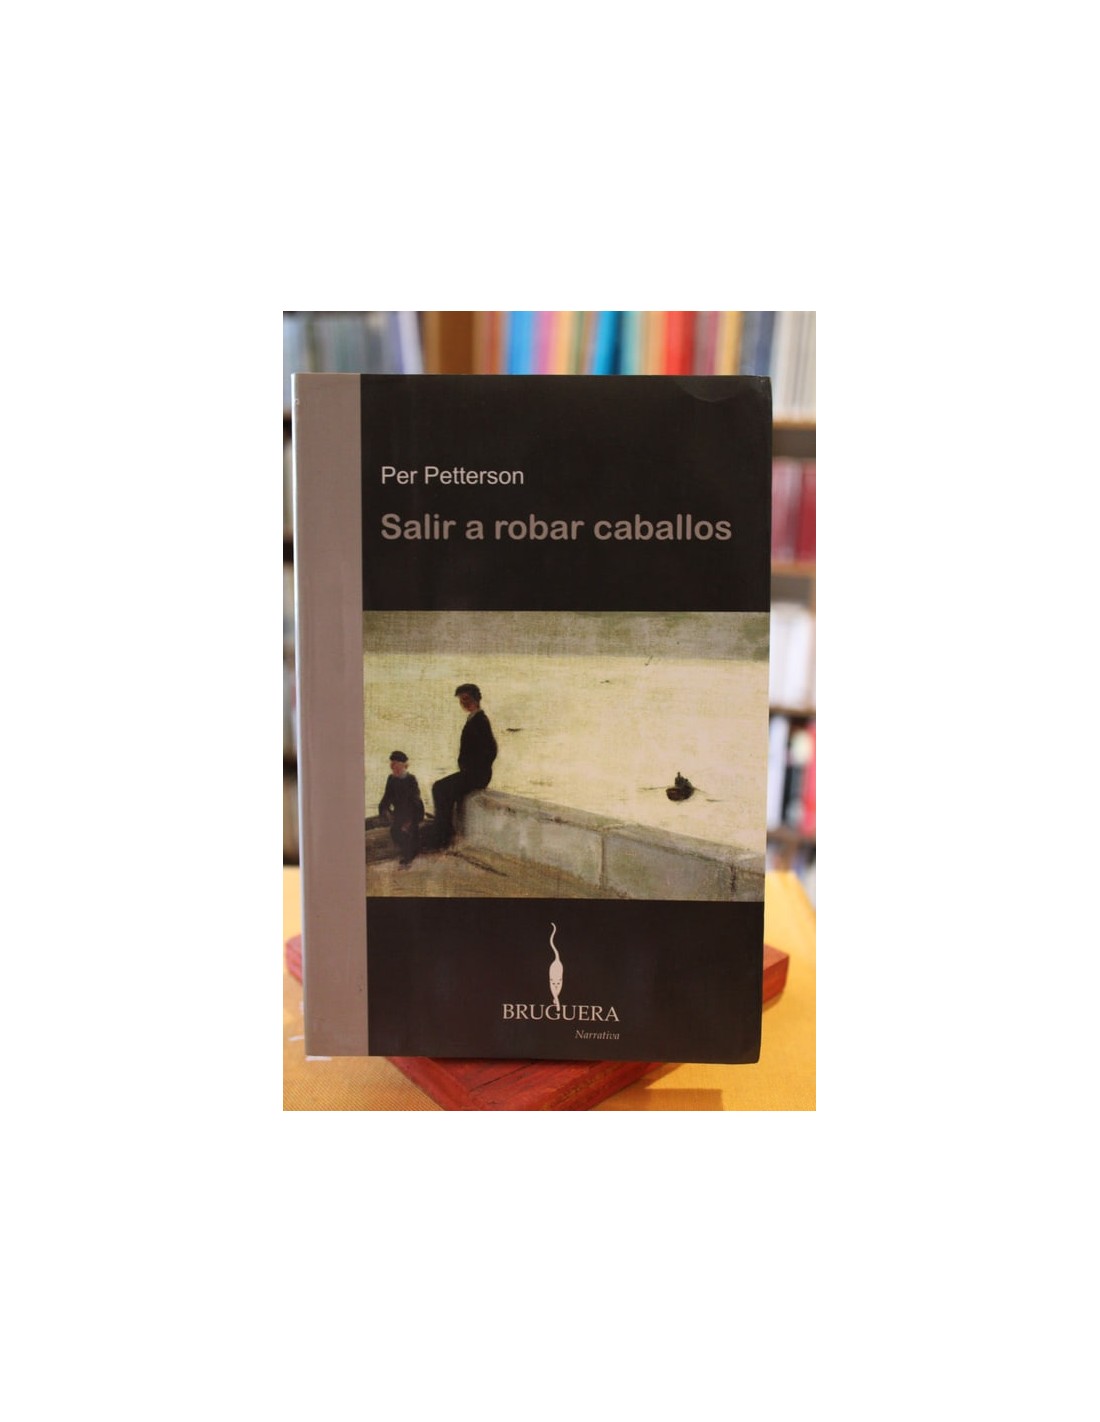 Per Petterson
Salir a robar caballos
BRUGUERA
Narrativa